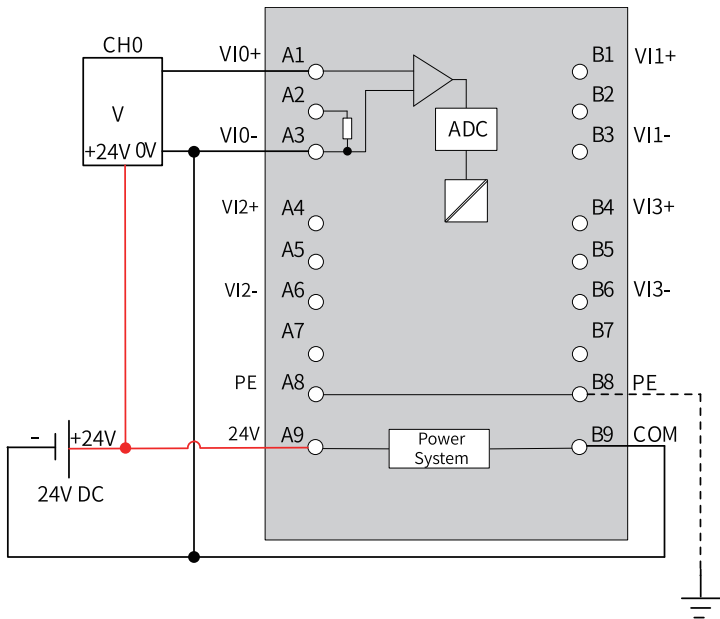 CH0
V
+24V 0V
VI0+ A1
A2
VI0- A3
ADC
B1 VI1+
B2
B3 VI1-
VI2+ A4
A5
VI2- A6
A7
B4 VI3+
B5
B6 VI3-
B7
PE A8
B8 PE
- +24V
24V DC
24V A9
Power
System
B9 COM